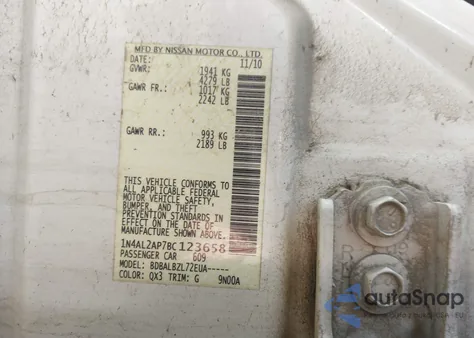 MFD BY NISSAN MOTOR CO., LTD.
DATE: 11/10
GVWR: 1941 KG
4279 LB
GAWR FR.: 1017 KG
2242 LB
GAWR RR.: 993 KG
2189 LB
THIS VEHICLE CONFORMS TO
ALL APPLICABLE FEDERAL
MOTOR VEHICLE SAFETY,
BUMPER, AND THEFT
PREVENTION STANDARDS IN
EFFECT ON THE DATE OF
MANUFACTURE SHOWN ABOVE.
1N4AL2AP7BC123658
PASSENGER CAR 609
MODEL: BDBALBZL72EUA-----
COLOR: QX3 TRIM: G 9N00A
autoSnap